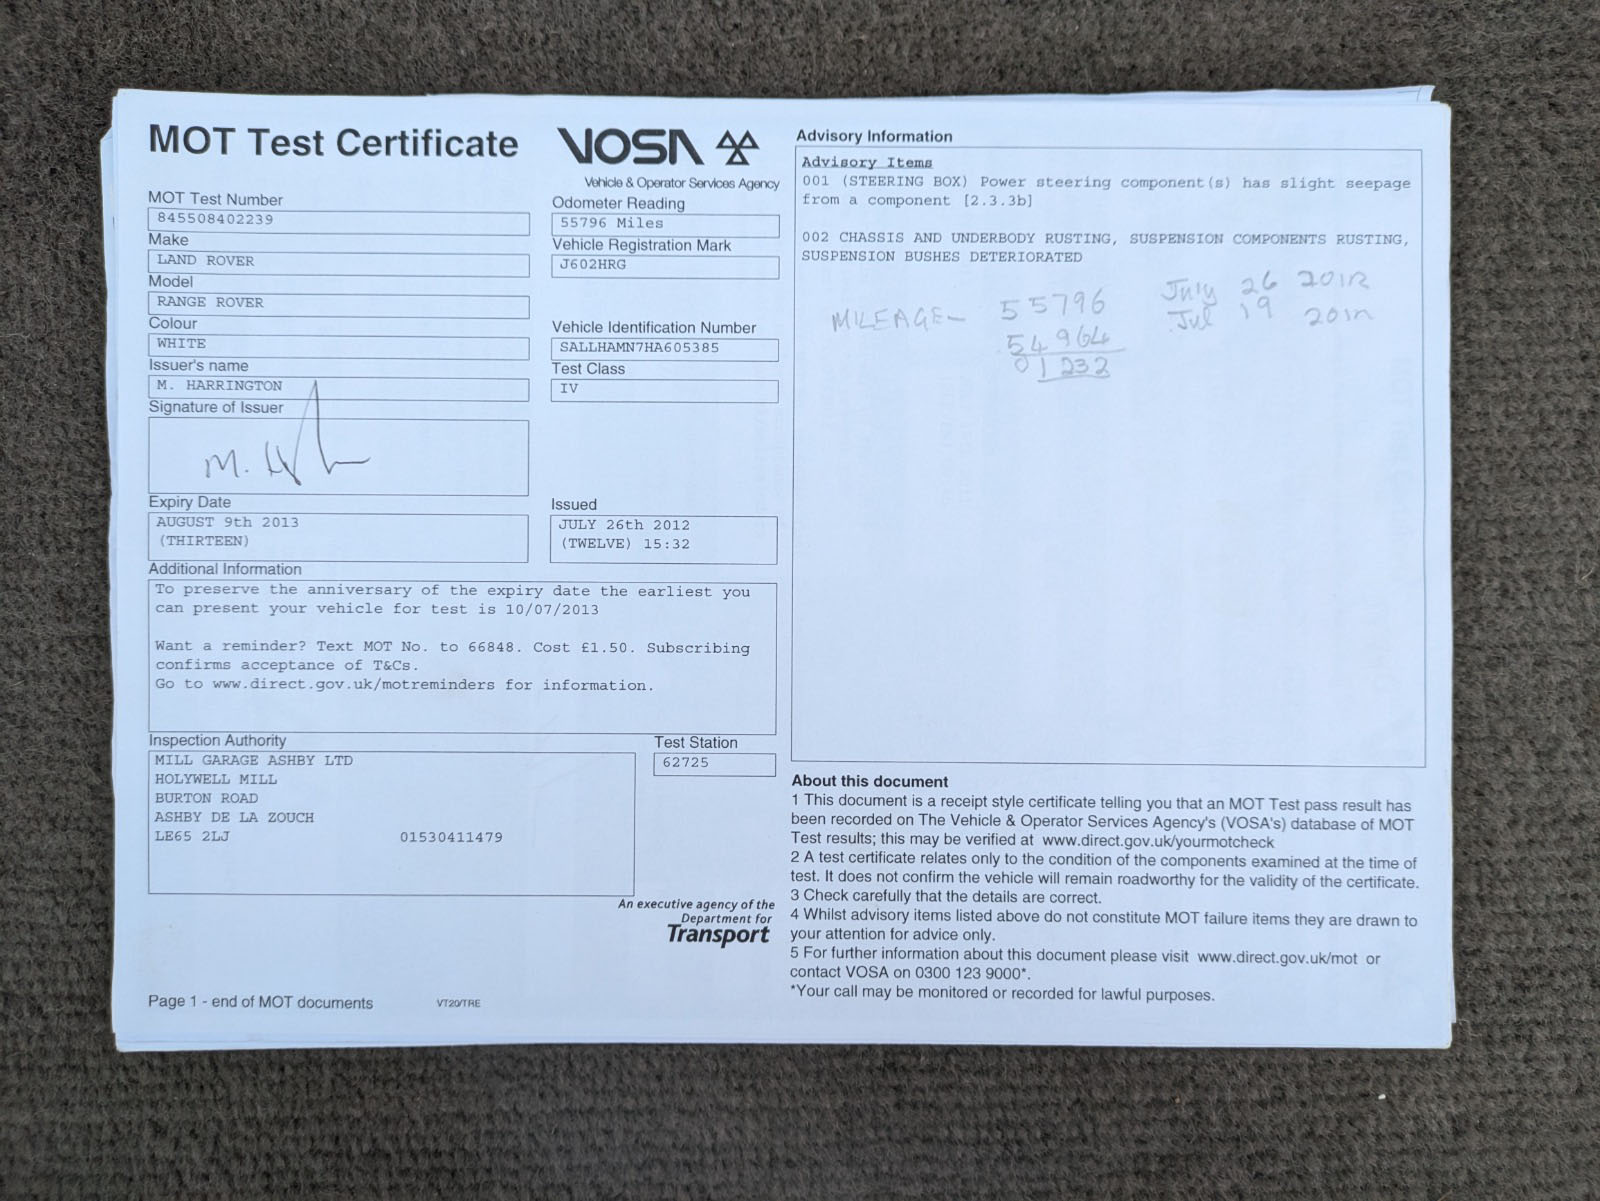 MOT Test Certificate
VOSA
Vehicle & Operator Services Agency
MOT Test Number
845508402239
Odometer Reading
55796 Miles
Make
LAND ROVER
Vehicle Registration Mark
J602HRG
Model
RANGE ROVER
Colour
WHITE
Vehicle Identification Number
SALLHAMN7HA605385
Issuer's name
M. HARRINGTON
Test Class
IV
Signature of Issuer
Expiry Date
AUGUST 9th 2013
(THIRTEEN)
Issued
JULY 26th 2012
(TWELVE) 15:32
Additional Information
To preserve the anniversary of the expiry date the earliest you
can present your vehicle for test is 10/07/2013
Want a reminder? Text MOT No. to 66848. Cost £1.50. Subscribing
confirms acceptance of T&Cs.
Go to www.direct.gov.uk/motreminders for information.
Inspection Authority
MILL GARAGE ASHBY LTD
HOLYWELL MILL
BURTON ROAD
ASHBY DE LA ZOUCH
LE65 2LJ 01530411479
Test Station
62725
An executive agency of the
Department for
Transport
Page 1 - end of MOT documents
VT20/TRE
Advisory Information
Advisory Items
001 (STEERING BOX) Power steering component(s) has slight seepage
from a component [2.3.3b]
002 CHASSIS AND UNDERBODY RUSTING, SUSPENSION COMPONENTS RUSTING,
SUSPENSION BUSHES DETERIORATED
MILEAGE - 55796 July 26 2012
54964 Jul 19 201
01232
About this document
1 This document is a receipt style certificate telling you that an MOT Test pass result has
been recorded on The Vehicle & Operator Services Agency's (VOSA's) database of MOT
Test results; this may be verified at www.direct.gov.uk/yourmotcheck
2 A test certificate relates only to the condition of the components examined at the time of
test. It does not confirm the vehicle will remain roadworthy for the validity of the certificate.
3 Check carefully that the details are correct.
4 Whilst advisory items listed above do not constitute MOT failure items they are drawn to
your attention for advice only.
5 For further information about this document please visit www.direct.gov.uk/mot or
contact VOSA on 0300 123 9000*.
*Your call may be monitored or recorded for lawful purposes.